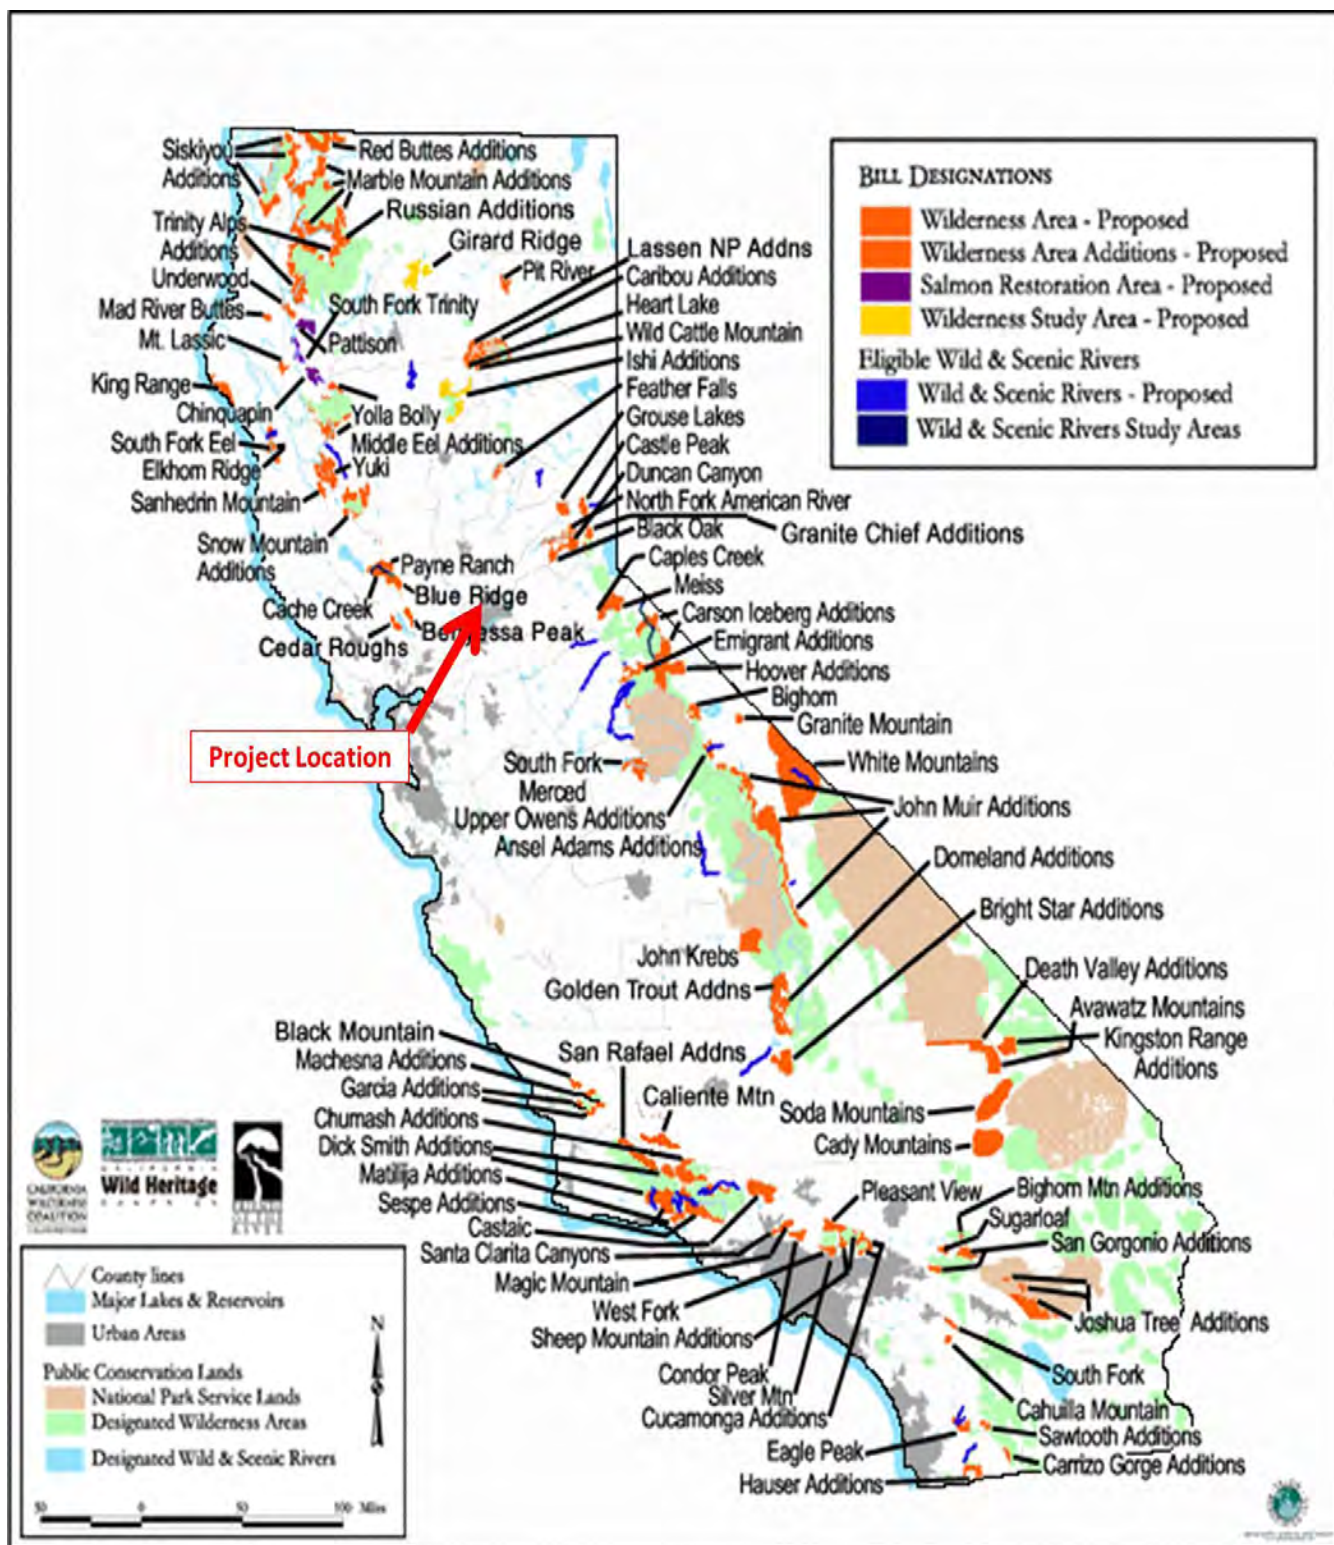 Siskiyou
Additions
Red Buttes Additions
Marble Mountain Additions
Russian Additions
Trinity Alps
Additions
Girard Ridge
Underwood
Pit River
Lassen NP Addns
Caribou Additions
Heart Lake
Wild Cattle Mountain
Ishi Additions
Feather Falls
Grouse Lakes
Castle Peak
Duncan Canyon
North Fork American River
Black Oak
Granite Chief Additions
Mad River Buttes
South Fork Trinity
Mt. Lassic
Pattison
King Range
Chinquapin
Yolla Bolly
Middle Eel Additions
South Fork Eel
Elkhorn Ridge
Yuki
Sanhedrin Mountain
Snow Mountain
Additions
Payne Ranch
Cache Creek
Blue Ridge
Cedar Roughs
Berryessa Peak
Caples Creek
Meiss
Carson Iceberg Additions
Emigrant Additions
Hoover Additions
Bighorn
Granite Mountain
White Mountains
Project Location
South Fork
Merced
Upper Owens Additions
Ansel Adams Additions
John Muir Additions
Domeland Additions
Bright Star Additions
John Krebs
Golden Trout Addns
Death Valley Additions
Avawatz Mountains
Kingston Range
Additions
Black Mountain
Machesna Additions
Garcia Additions
Chumash Additions
Dick Smith Additions
Matilija Additions
Sespe Additions
Castaic
Santa Clarita Canyons
Magic Mountain
West Fork
Sheep Mountain Additions
Condor Peak
Silver Mtn
Cucamonga Additions
San Rafael Addns
Caliente Mtn
Soda Mountains
Cady Mountains
Pleasant View
Bighorn Mtn Additions
Sugarloaf
San Gorgonio Additions
Joshua Tree Additions
South Fork
Cahuilla Mountain
Sawtooth Additions
Carrizo Gorge Additions
Eagle Peak
Hauser Additions
BILL DESIGNATIONS
Wilderness Area - Proposed
Wilderness Area Additions - Proposed
Salmon Restoration Area - Proposed
Wilderness Study Area - Proposed
Eligible Wild & Scenic Rivers
Wild & Scenic Rivers - Proposed
Wild & Scenic Rivers Study Areas
CALIFORNIA
WILDERNESS
COALITION
CALIFORNIA
Wild Heritage
CAMPAIGN
County lines
Major Lakes & Reservoirs
Urban Areas
Public Conservation Lands
National Park Service Lands
Designated Wilderness Areas
Designated Wild & Scenic Rivers
N
50 0 50 100 Miles